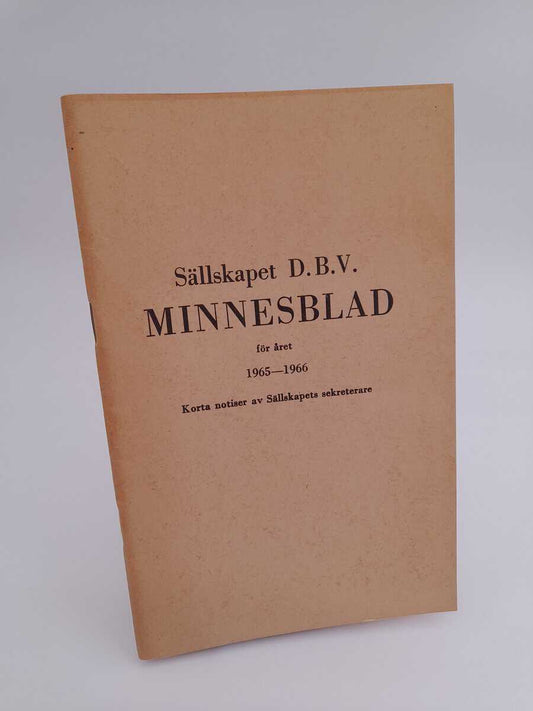 Sällskapet D.B.V.
MINNESBLAD
för året
1965—1966
Korta notiser av Sällskapets sekreterare